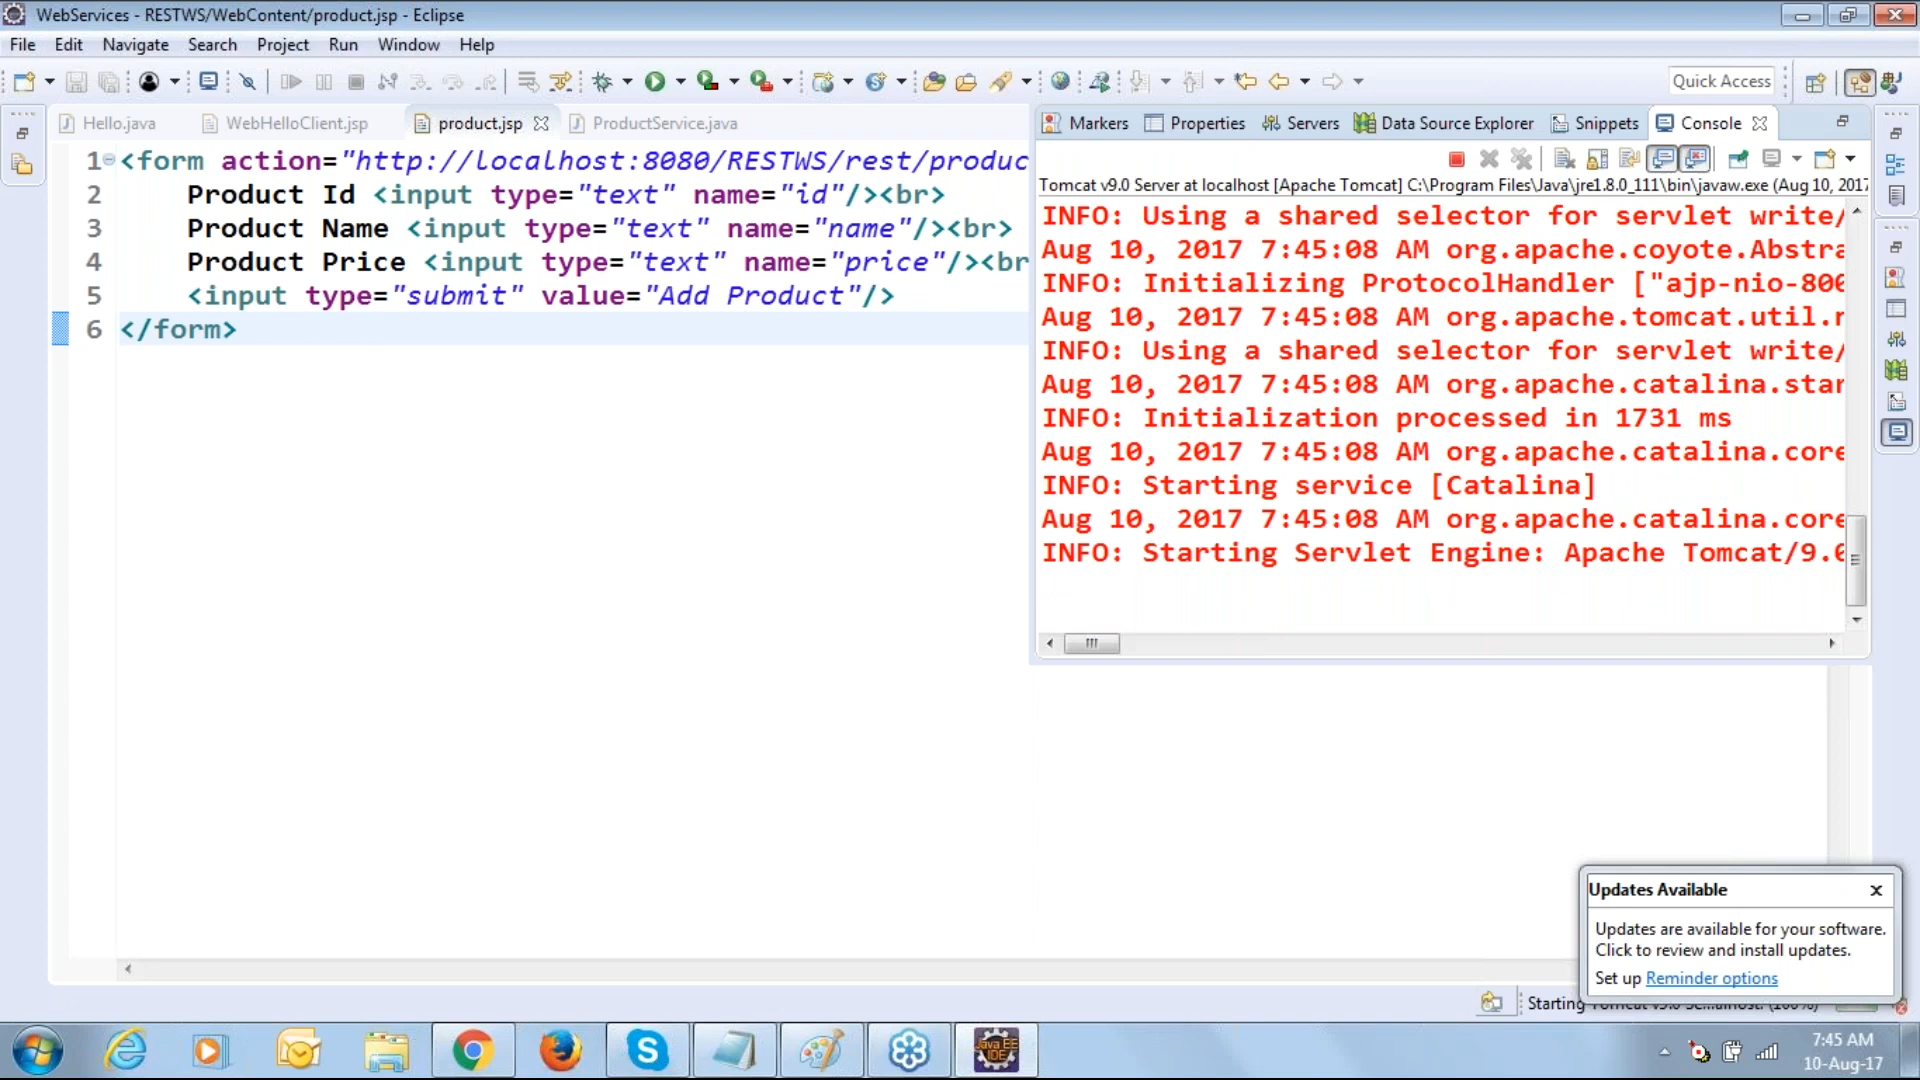 WebServices - RESTWS/WebContent/product.jsp - Eclipse
File Edit Navigate Search Project Run Window Help
Quick Access
Hello.java WebHelloClient.jsp product.jsp ProductService.java
1 <form action="http://localhost:8080/RESTWS/rest/produc
2 Product Id <input type="text" name="id"/><br>
3 Product Name <input type="text" name="name"/><br>
4 Product Price <input type="text" name="price"/><br
5 <input type="submit" value="Add Product"/>
6 </form>
Markers Properties Servers Data Source Explorer Snippets Console
Tomcat v9.0 Server at localhost [Apache Tomcat] C:\Program Files\Java\jre1.8.0_111\bin\javaw.exe (Aug 10, 2017
INFO: Using a shared selector for servlet write/
Aug 10, 2017 7:45:08 AM org.apache.coyote.Abstra
INFO: Initializing ProtocolHandler ["ajp-nio-800
Aug 10, 2017 7:45:08 AM org.apache.tomcat.util.n
INFO: Using a shared selector for servlet write/
Aug 10, 2017 7:45:08 AM org.apache.catalina.star
INFO: Initialization processed in 1731 ms
Aug 10, 2017 7:45:08 AM org.apache.catalina.core
INFO: Starting service [Catalina]
Aug 10, 2017 7:45:08 AM org.apache.catalina.core
INFO: Starting Servlet Engine: Apache Tomcat/9.0
Updates Available
Updates are available for your software.
Click to review and install updates.
Set up Reminder options
Starting
Java EE
IDE
7:45 AM
10-Aug-17